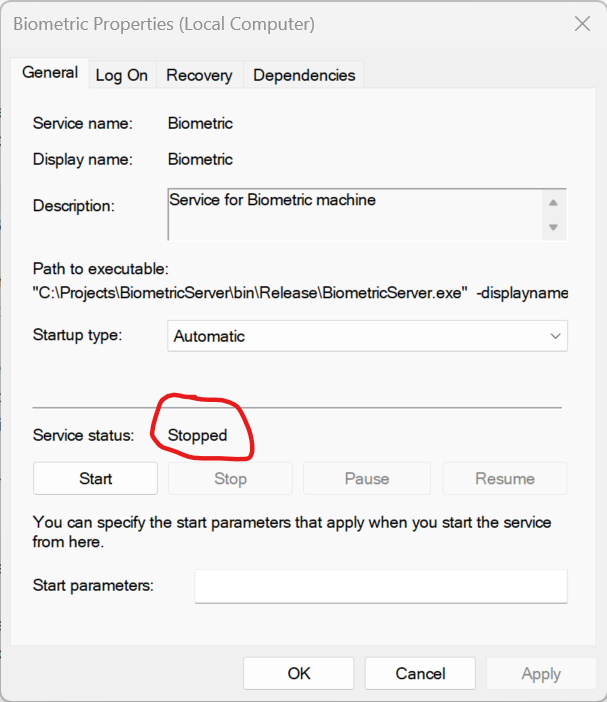 Biometric Properties (Local Computer)
General Log On Recovery Dependencies
Service name: Biometric
Display name: Biometric
Description: Service for Biometric machine
Path to executable:
"C:\Projects\BiometricServer\bin\Release\BiometricServer.exe" -displayname
Startup type: Automatic
Service status: Stopped
Start Stop Pause Resume
You can specify the start parameters that apply when you start the service
from here.
Start parameters:
OK Cancel Apply